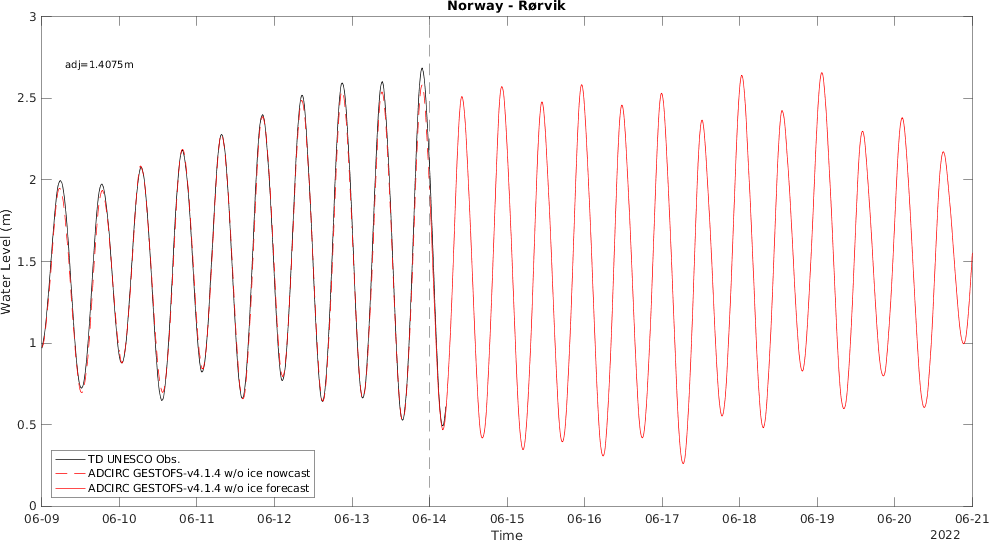 Norway - Rørvik
adj=1.4075m
Water Level (m)
3
2.5
2
1.5
1
0.5
0
TD UNESCO Obs.
ADCIRC GESTOFS-v4.1.4 w/o ice nowcast
ADCIRC GESTOFS-v4.1.4 w/o ice forecast
06-09 06-10 06-11 06-12 06-13 06-14 06-15 06-16 06-17 06-18 06-19 06-20 06-21
Time
2022